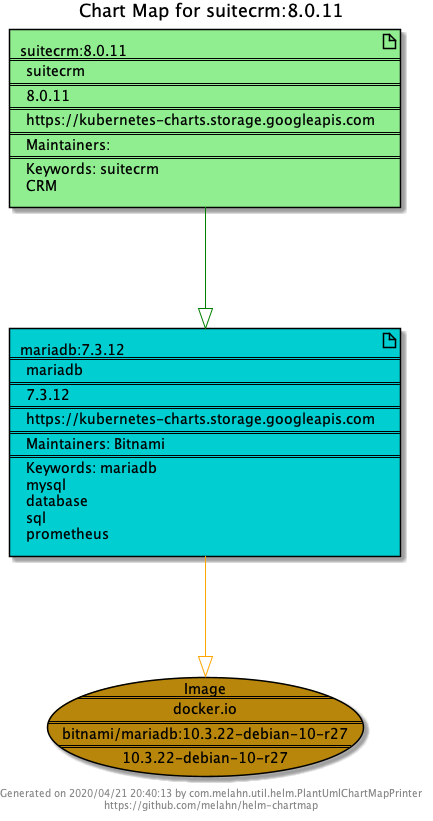 Chart Map for suitecrm:8.0.11
suitecrm:8.0.11
suitecrm
8.0.11
https://kubernetes-charts.storage.googleapis.com
Maintainers:
Keywords: suitecrm
CRM
mariadb:7.3.12
mariadb
7.3.12
https://kubernetes-charts.storage.googleapis.com
Maintainers: Bitnami
Keywords: mariadb
mysql
database
sql
prometheus
Image
docker.io
bitnami/mariadb:10.3.22-debian-10-r27
10.3.22-debian-10-r27
Generated on 2020/04/21 20:40:13 by com.melahn.util.helm.PlantUmlChartMapPrinter
https://github.com/melahn/helm-chartmap